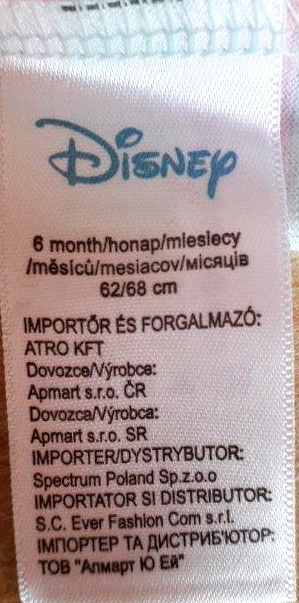 Disney
6 month/honap/miesiecy
/měsíců/mesiacov/місяців
62/68 cm
IMPORTŐR ÉS FORGALMAZÓ:
ATRO KFT
Dovozce/Výrobce:
Apmart s.r.o. ČR
Dovozca/Výrobca:
Apmart s.r.o. SR
IMPORTER/DYSTRYBUTOR:
Spectrum Poland Sp.z.o.o
IMPORTATOR SI DISTRIBUTOR:
S.C. Ever Fashion Com s.r.l.
ІМПОРТЕР ТА ДИСТРИБ'ЮТОР:
ТОВ "Апмарт Ю Ей"